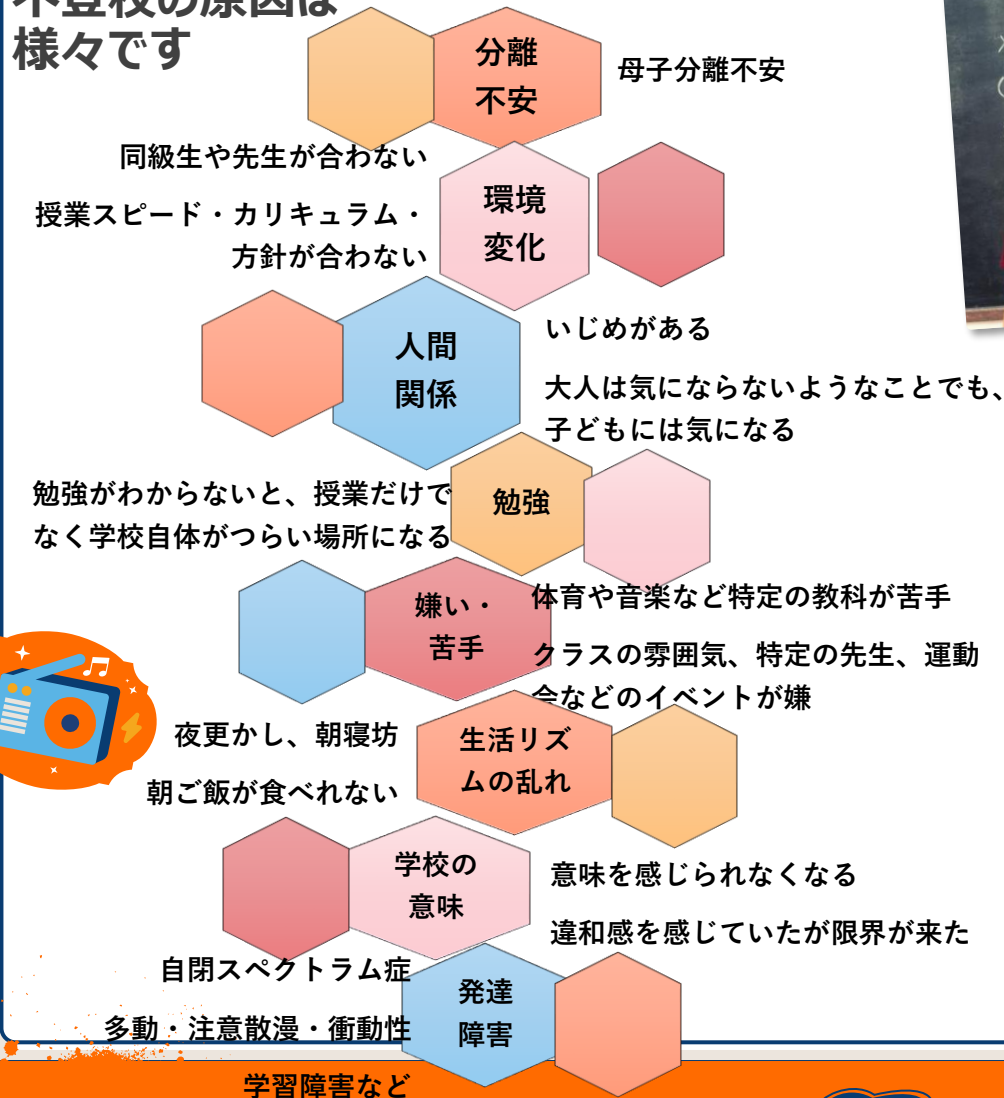 不登校の原因は
様々です
分離
不安
母子分離不安
同級生や先生が合わない
授業スピード・カリキュラム・
方針が合わない
環境
変化
人間
関係
いじめがある
大人は気にならないようなことでも、
子どもには気になる
勉強がわからないと、授業だけで
なく学校自体がつらい場所になる
勉強
嫌い・
苦手
体育や音楽など特定の教科が苦手
クラスの雰囲気、特定の先生、運動
会などのイベントが嫌
夜更かし、朝寝坊
朝ご飯が食べれない
生活リズ
ムの乱れ
学校の
意味
意味を感じられなくなる
違和感を感じていたが限界が来た
自閉スペクトラム症
多動・注意散漫・衝動性
学習障害など
発達
障害